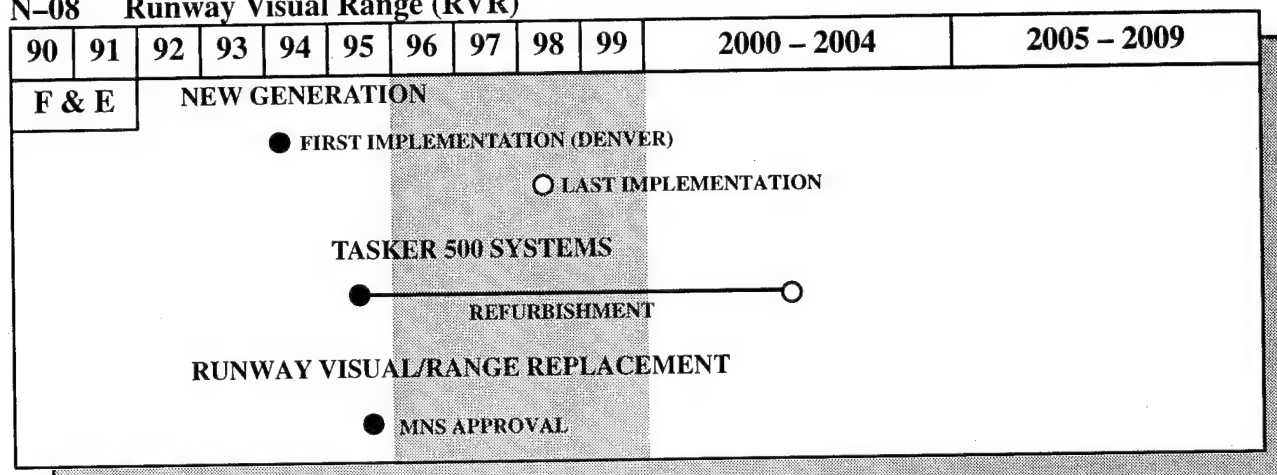 N–08 Runway Visual Range (RVR)
90 91 92 93 94 95 96 97 98 99 2000 – 2004 2005 – 2009
F & E NEW GENERATION
FIRST IMPLEMENTATION (DENVER)
LAST IMPLEMENTATION
TASKER 500 SYSTEMS
REFURBISHMENT
RUNWAY VISUAL/RANGE REPLACEMENT
MNS APPROVAL